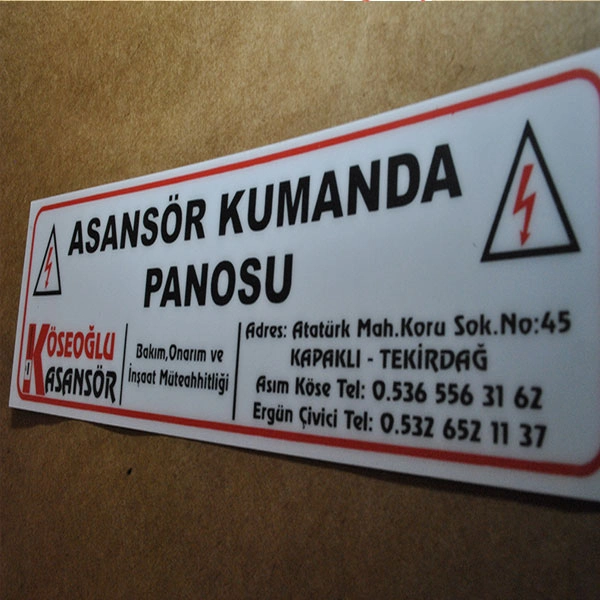 ASANSÖR KUMANDA
PANOSU
KÖSEOĞLU
ASANSÖR
Bakım,Onarım ve
İnşaat Müteahhitliği
Adres: Atatürk Mah.Koru Sok.No:45
KAPAKLI - TEKİRDAĞ
Asım Köse Tel: 0.536 556 31 62
Ergün Çivici Tel: 0.532 652 11 37